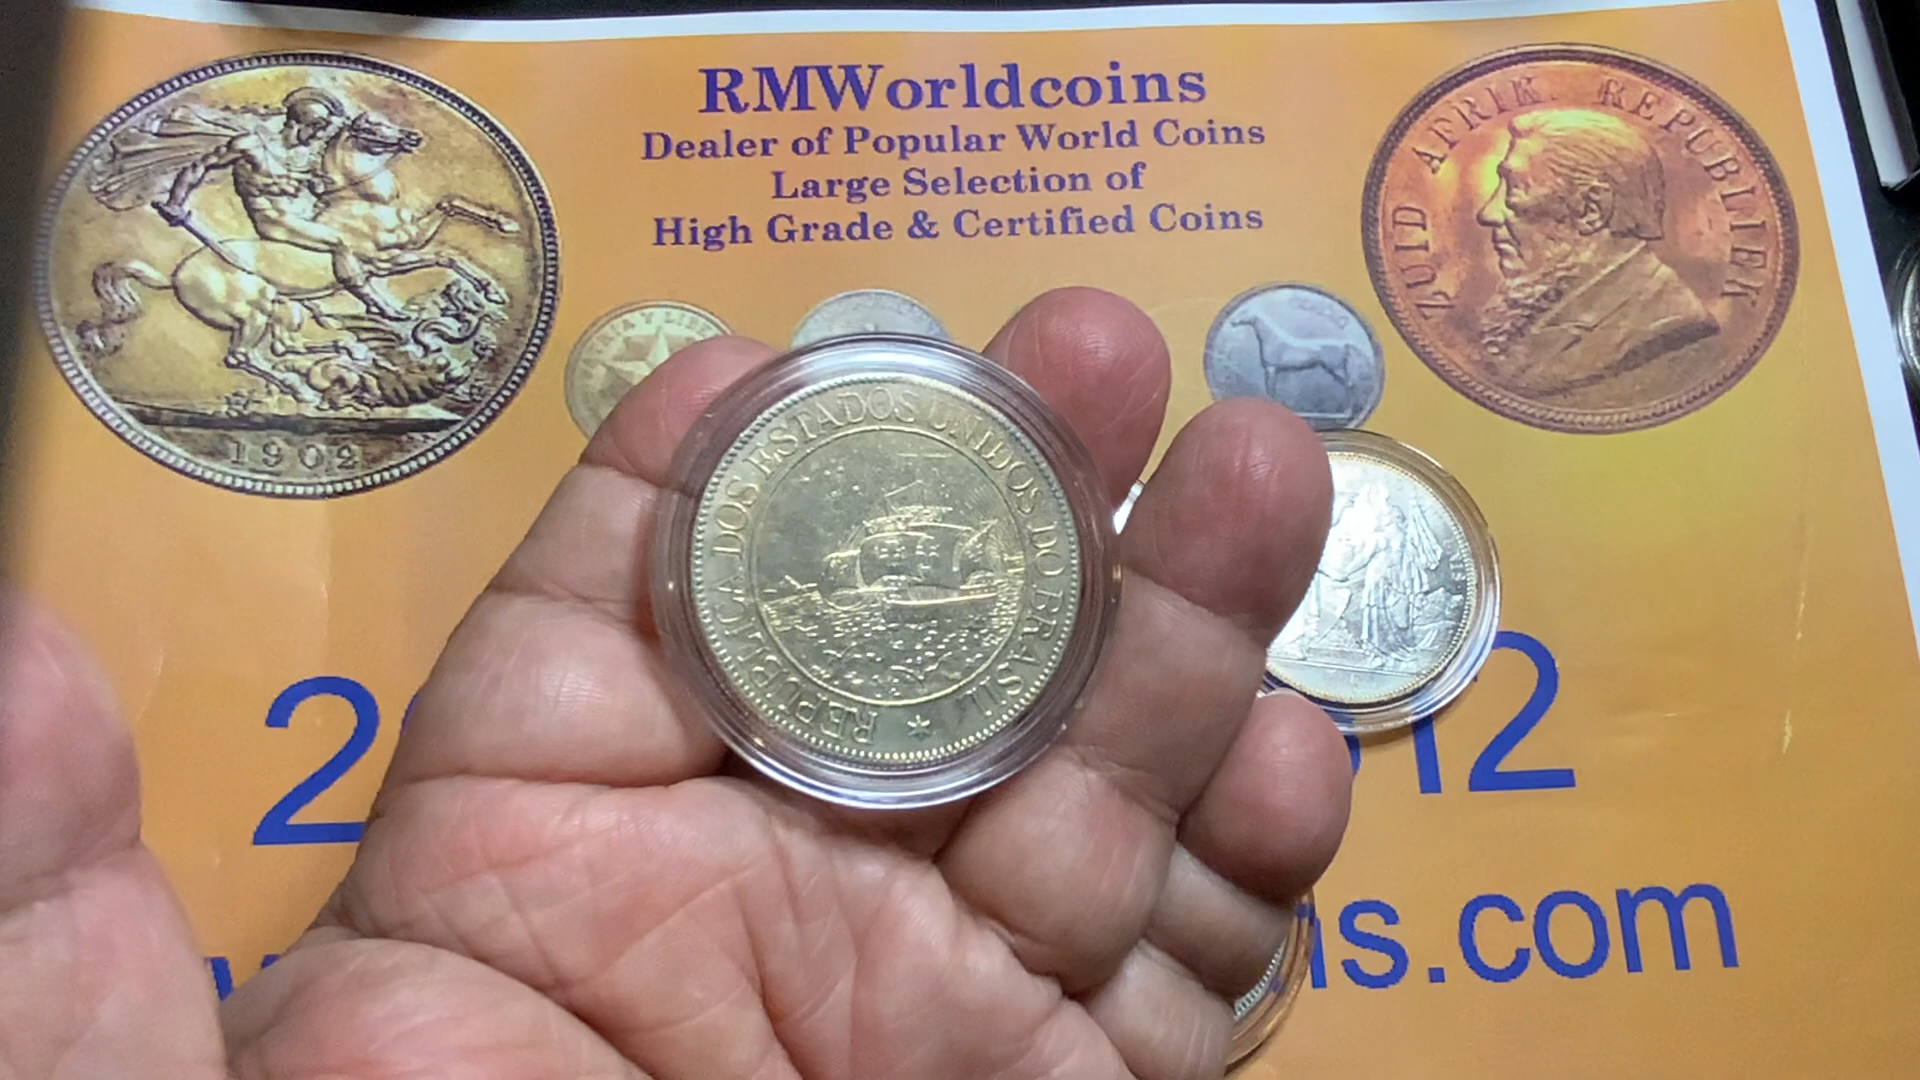 RMWorldcoins
Dealer of Popular World Coins
Large Selection of
High Grade & Certified Coins
1902
ZUID AFRIK REPUBLIEK
REPUBLICA DOS ESTADOS UNIDOS DO BRASIL
2
12
ns.com